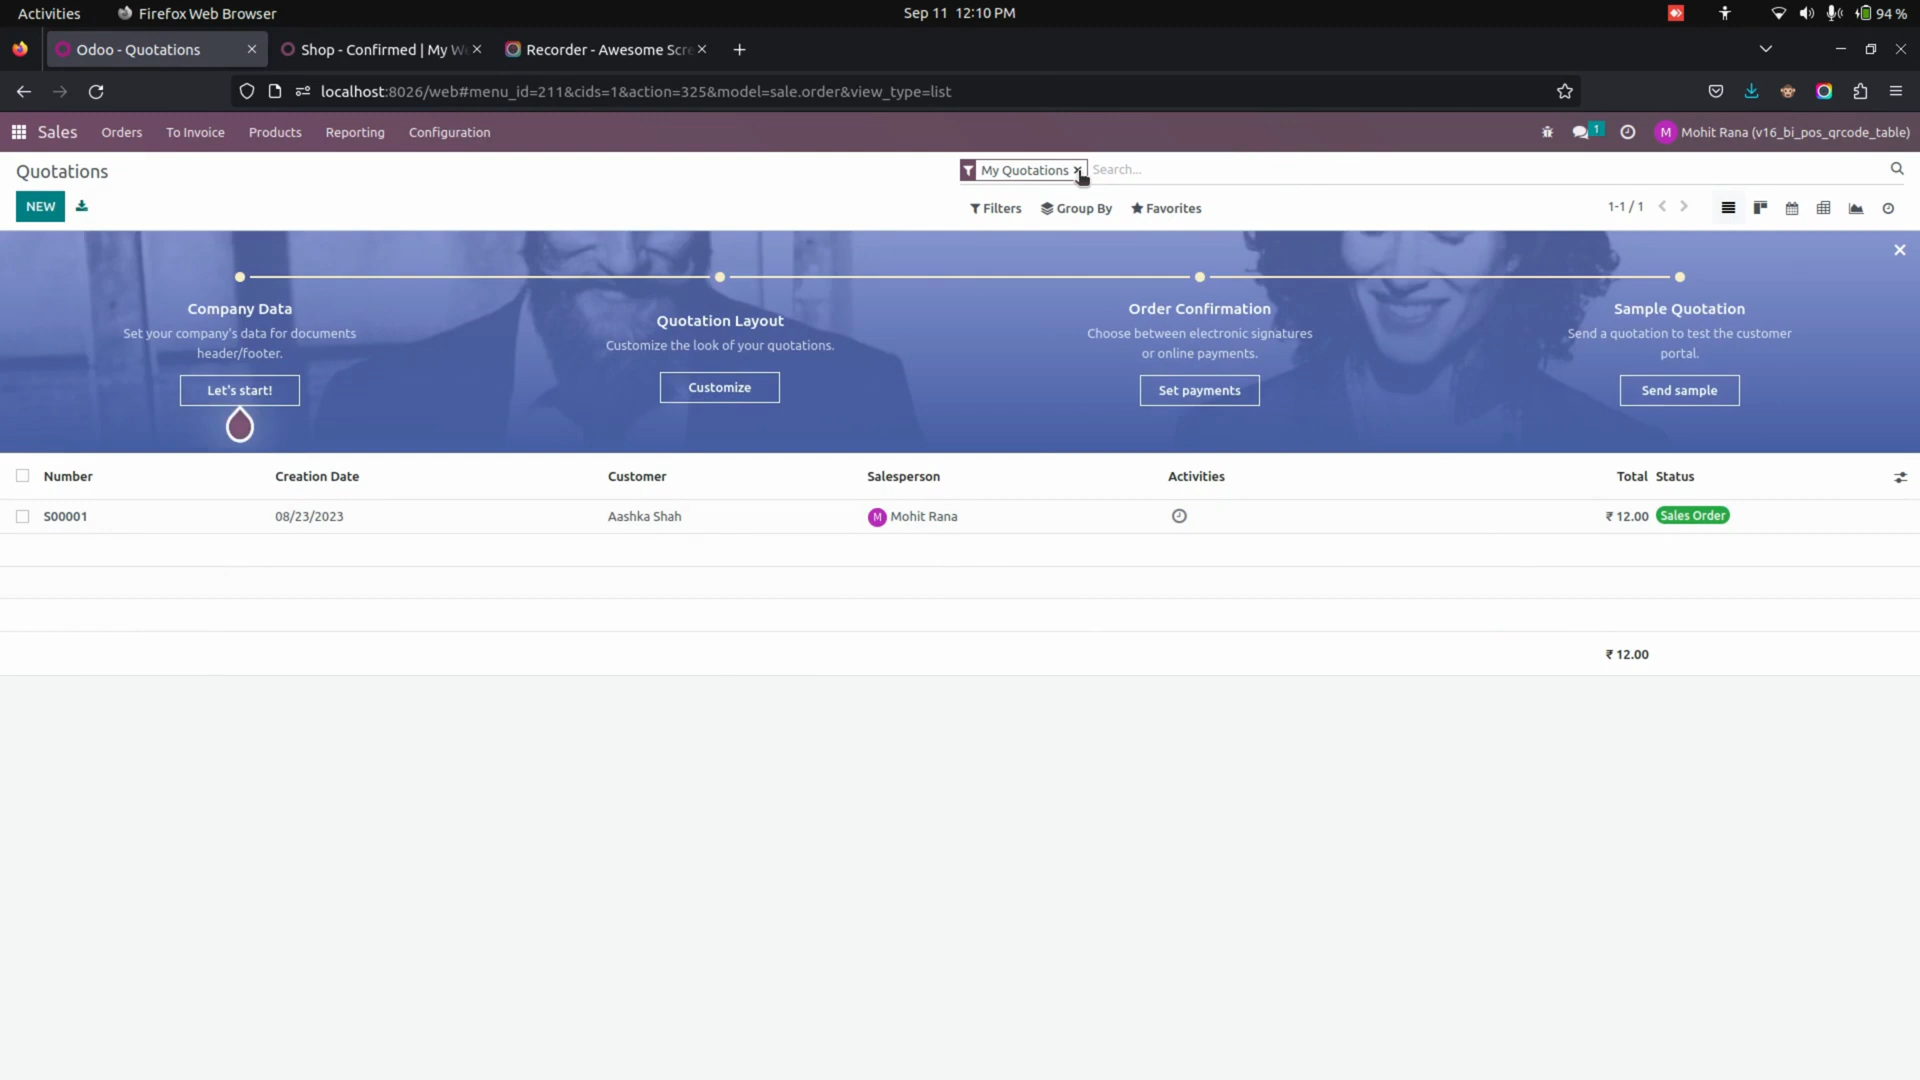 Activities Firefox Web Browser Sep 11 12:10 PM 94 %
Odoo - Quotations Shop - Confirmed | My W Recorder - Awesome Scre
localhost:8026/web#menu_id=211&cids=1&action=325&model=sale.order&view_type=list
Sales Orders To Invoice Products Reporting Configuration 1 M Mohit Rana (v16_bi_pos_qrcode_table)
Quotations My Quotations Search...
NEW Filters Group By Favorites 1-1 / 1
Company Data
Set your company's data for documents
header/footer.
Let's start!
Quotation Layout
Customize the look of your quotations.
Customize
Order Confirmation
Choose between electronic signatures
or online payments.
Set payments
Sample Quotation
Send a quotation to test the customer
portal.
Send sample
Number Creation Date Customer Salesperson Activities Total Status
S00001 08/23/2023 Aashka Shah M Mohit Rana ₹ 12.00 Sales Order
₹ 12.00